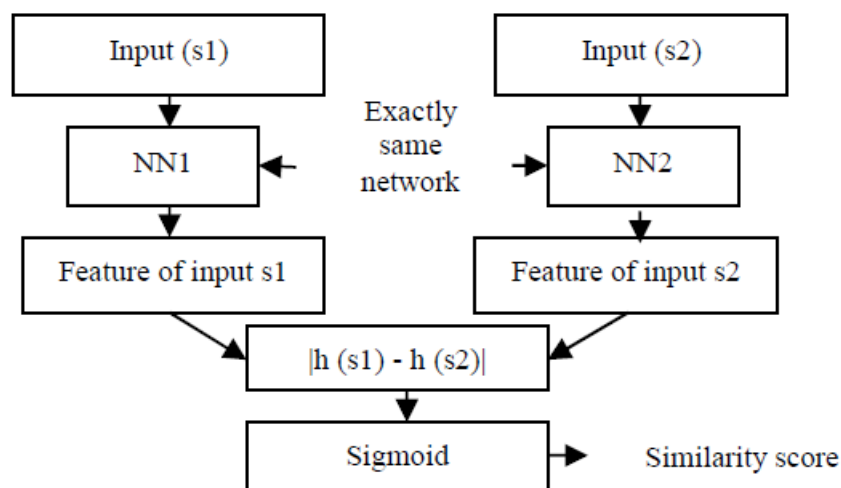 Input (s1)
Input (s2)
Exactly
same
network
NN1
NN2
Feature of input s1
Feature of input s2
|h (s1) - h (s2)|
Sigmoid
Similarity score